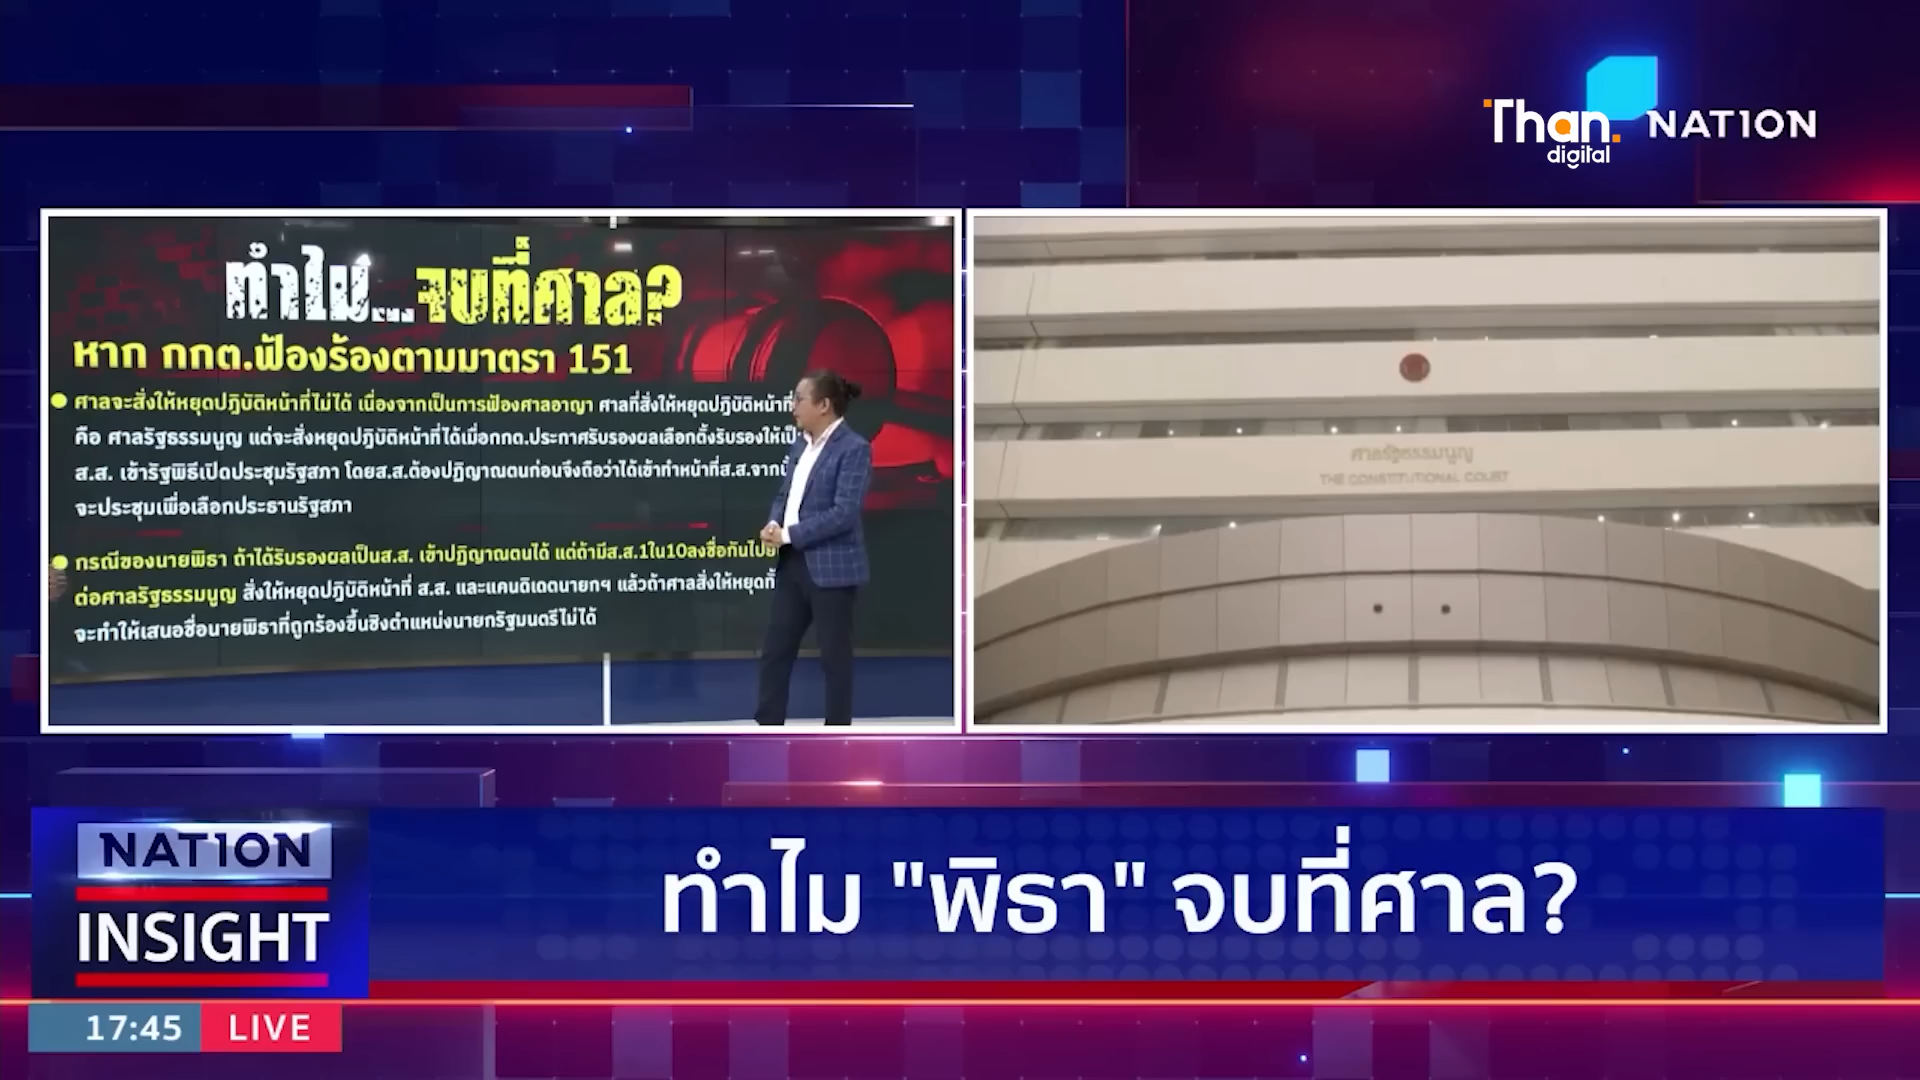 Than.
digital
NATION
ทำไม...จบที่ศาล?
หาก กกต.ฟ้องร้องตามมาตรา 151
ศาลจะสั่งให้หยุดปฏิบัติหน้าที่ไม่ได้ เนื่องจากเป็นการฟ้องศาลอาญา ศาลที่สั่งให้หยุดปฏิบัติหน้าที่
คือ ศาลรัฐธรรมนูญ แต่จะสั่งหยุดปฏิบัติหน้าที่ได้เมื่อกกต.ประกาศรับรองผลเลือกตั้งรับรองให้เป็
ส.ส. เข้ารัฐพิธีเปิดประชุมรัฐสภา โดยส.ส.ต้องปฏิญาณตนก่อนจึงถือว่าได้เข้าทำหน้าที่ส.ส.จากนั้
จะประชุมเพื่อเลือกประธานรัฐสภา
กรณีของนายพิธา ถ้าได้รับรองผลเป็นส.ส. เข้าปฏิญาณตนได้ แต่ถ้ามีส.ส.1ใน10ลงชื่อกันไป
ต่อศาลรัฐธรรมนูญ สั่งให้หยุดปฏิบัติหน้าที่ ส.ส. และแคนดิเดตนายกฯ แล้วถ้าศาลสั่งให้หยุด
จะทำให้เสนอชื่อนายพิธาที่ถูกร้องขึ้นชิงตำแหน่งนายกรัฐมนตรีไม่ได้
ศาลรัฐธรรมนูญ
THE CONSTITUTIONAL COURT
NATION
INSIGHT
ทำไม "พิธา" จบที่ศาล?
17:45 LIVE